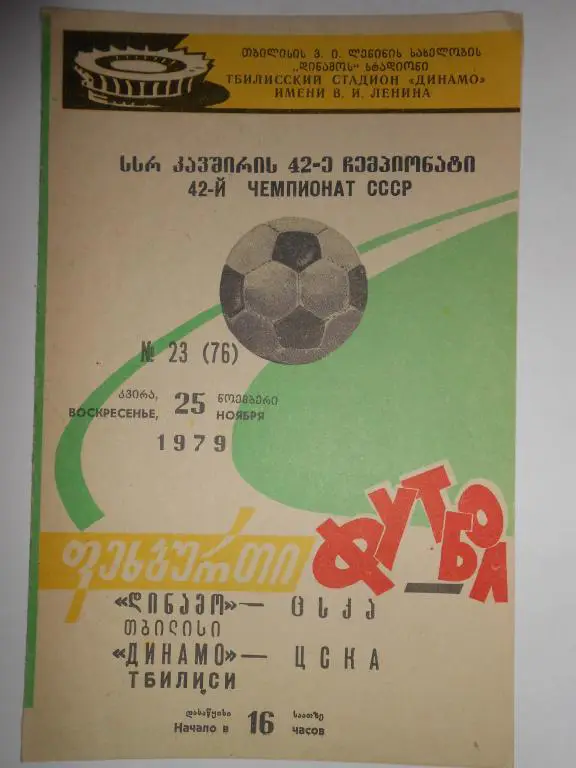 თბილისის ვ. ი. ლენინის სახელობის
„დინამოს“ სტადიონი
ТБИЛИССКИЙ СТАДИОН «ДИНАМО»
ИМЕНИ В. И. ЛЕНИНА
სსრ კავშირის 42-ე ჩემპიონატი
42-Й ЧЕМПИОНАТ СССР
№ 23 (76)
კვირა, 25 ნოემბერი
ВОСКРЕСЕНЬЕ, НОЯБРЯ
1979
ФУТБОЛ
ფეხბურთი
«დინამო» — ცსკა
თბილისი
«ДИНАМО» — ЦСКА
ТБИЛИСИ
დასაწყისი 16 საათზე
Начало в часов